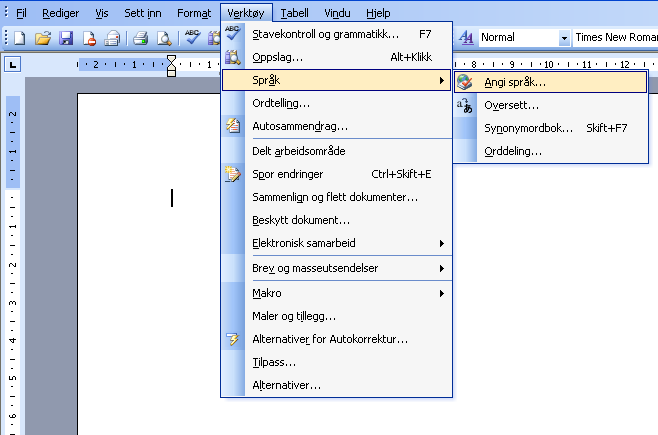 Fil Rediger Vis Sett inn Format Verktøy Tabell Vindu Hjelp
Normal Times New Roman
Stavekontroll og grammatikk... F7
Oppslag... Alt+Klikk
Språk
Angi språk...
Oversett...
Synonymordbok... Skift+F7
Orddeling...
Ordtelling...
Autosammendrag...
Delt arbeidsområde
Spor endringer Ctrl+Skift+E
Sammenlign og flett dokumenter...
Beskytt dokument...
Elektronisk samarbeid
Brev og masseutsendelser
Makro
Maler og tillegg...
Alternativer for Autokorrektur...
Tilpass...
Alternativer...